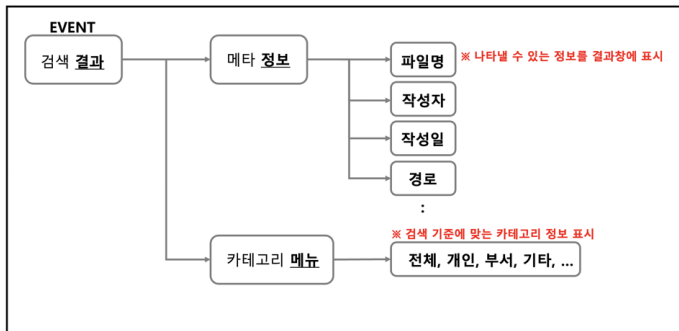 EVENT
검색 결과
메타 정보
파일명
※ 나타낼 수 있는 정보를 결과창에 표시
작성자
작성일
경로
:
※ 검색 기준에 맞는 카테고리 정보 표시
카테고리 메뉴
전체, 개인, 부서, 기타, ...